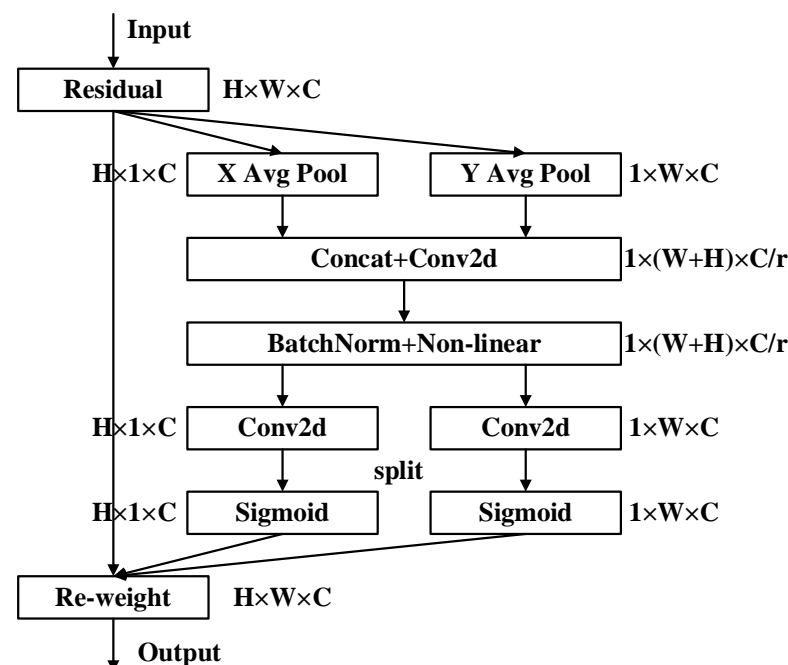 Input
Residual H×W×C
H×1×C X Avg Pool Y Avg Pool 1×W×C
Concat+Conv2d 1×(W+H)×C/r
BatchNorm+Non-linear 1×(W+H)×C/r
H×1×C Conv2d Conv2d 1×W×C
split
H×1×C Sigmoid Sigmoid 1×W×C
Re-weight H×W×C
Output